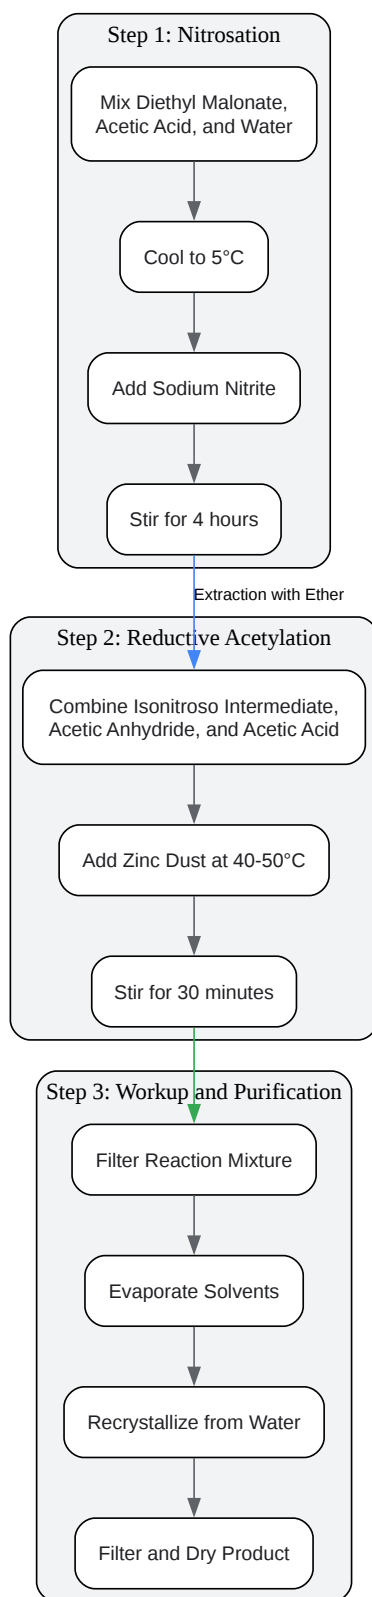 Step 1: Nitrosation
Mix Diethyl Malonate,
Acetic Acid, and Water
Cool to 5°C
Add Sodium Nitrite
Stir for 4 hours
Extraction with Ether
Step 2: Reductive Acetylation
Combine Isonitroso Intermediate,
Acetic Anhydride, and Acetic Acid
Add Zinc Dust at 40-50°C
Stir for 30 minutes
Step 3: Workup and Purification
Filter Reaction Mixture
Evaporate Solvents
Recrystallize from Water
Filter and Dry Product